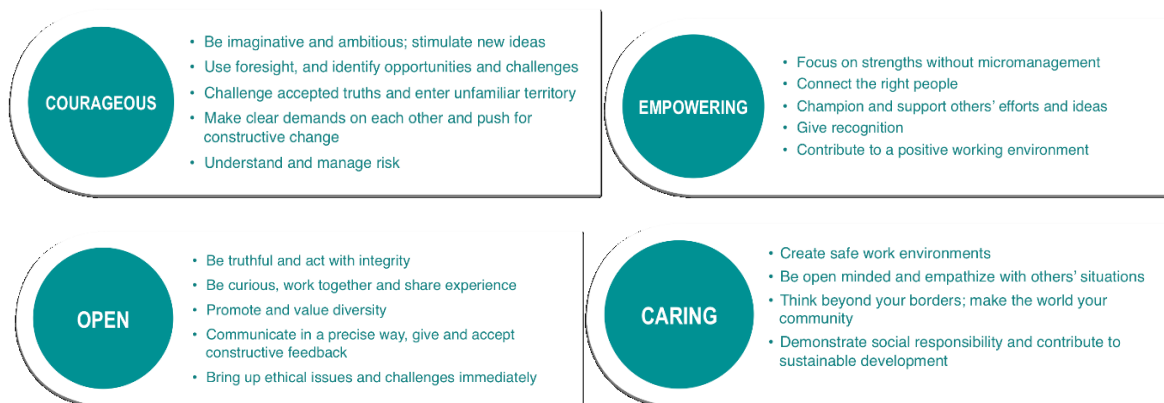 COURAGEOUS
• Be imaginative and ambitious; stimulate new ideas
• Use foresight, and identify opportunities and challenges
• Challenge accepted truths and enter unfamiliar territory
• Make clear demands on each other and push for
constructive change
• Understand and manage risk
EMPOWERING
• Focus on strengths without micromanagement
• Connect the right people
• Champion and support others’ efforts and ideas
• Give recognition
• Contribute to a positive working environment
OPEN
• Be truthful and act with integrity
• Be curious, work together and share experience
• Promote and value diversity
• Communicate in a precise way, give and accept
constructive feedback
• Bring up ethical issues and challenges immediately
CARING
• Create safe work environments
• Be open minded and empathize with others’ situations
• Think beyond your borders; make the world your
community
• Demonstrate social responsibility and contribute to
sustainable development